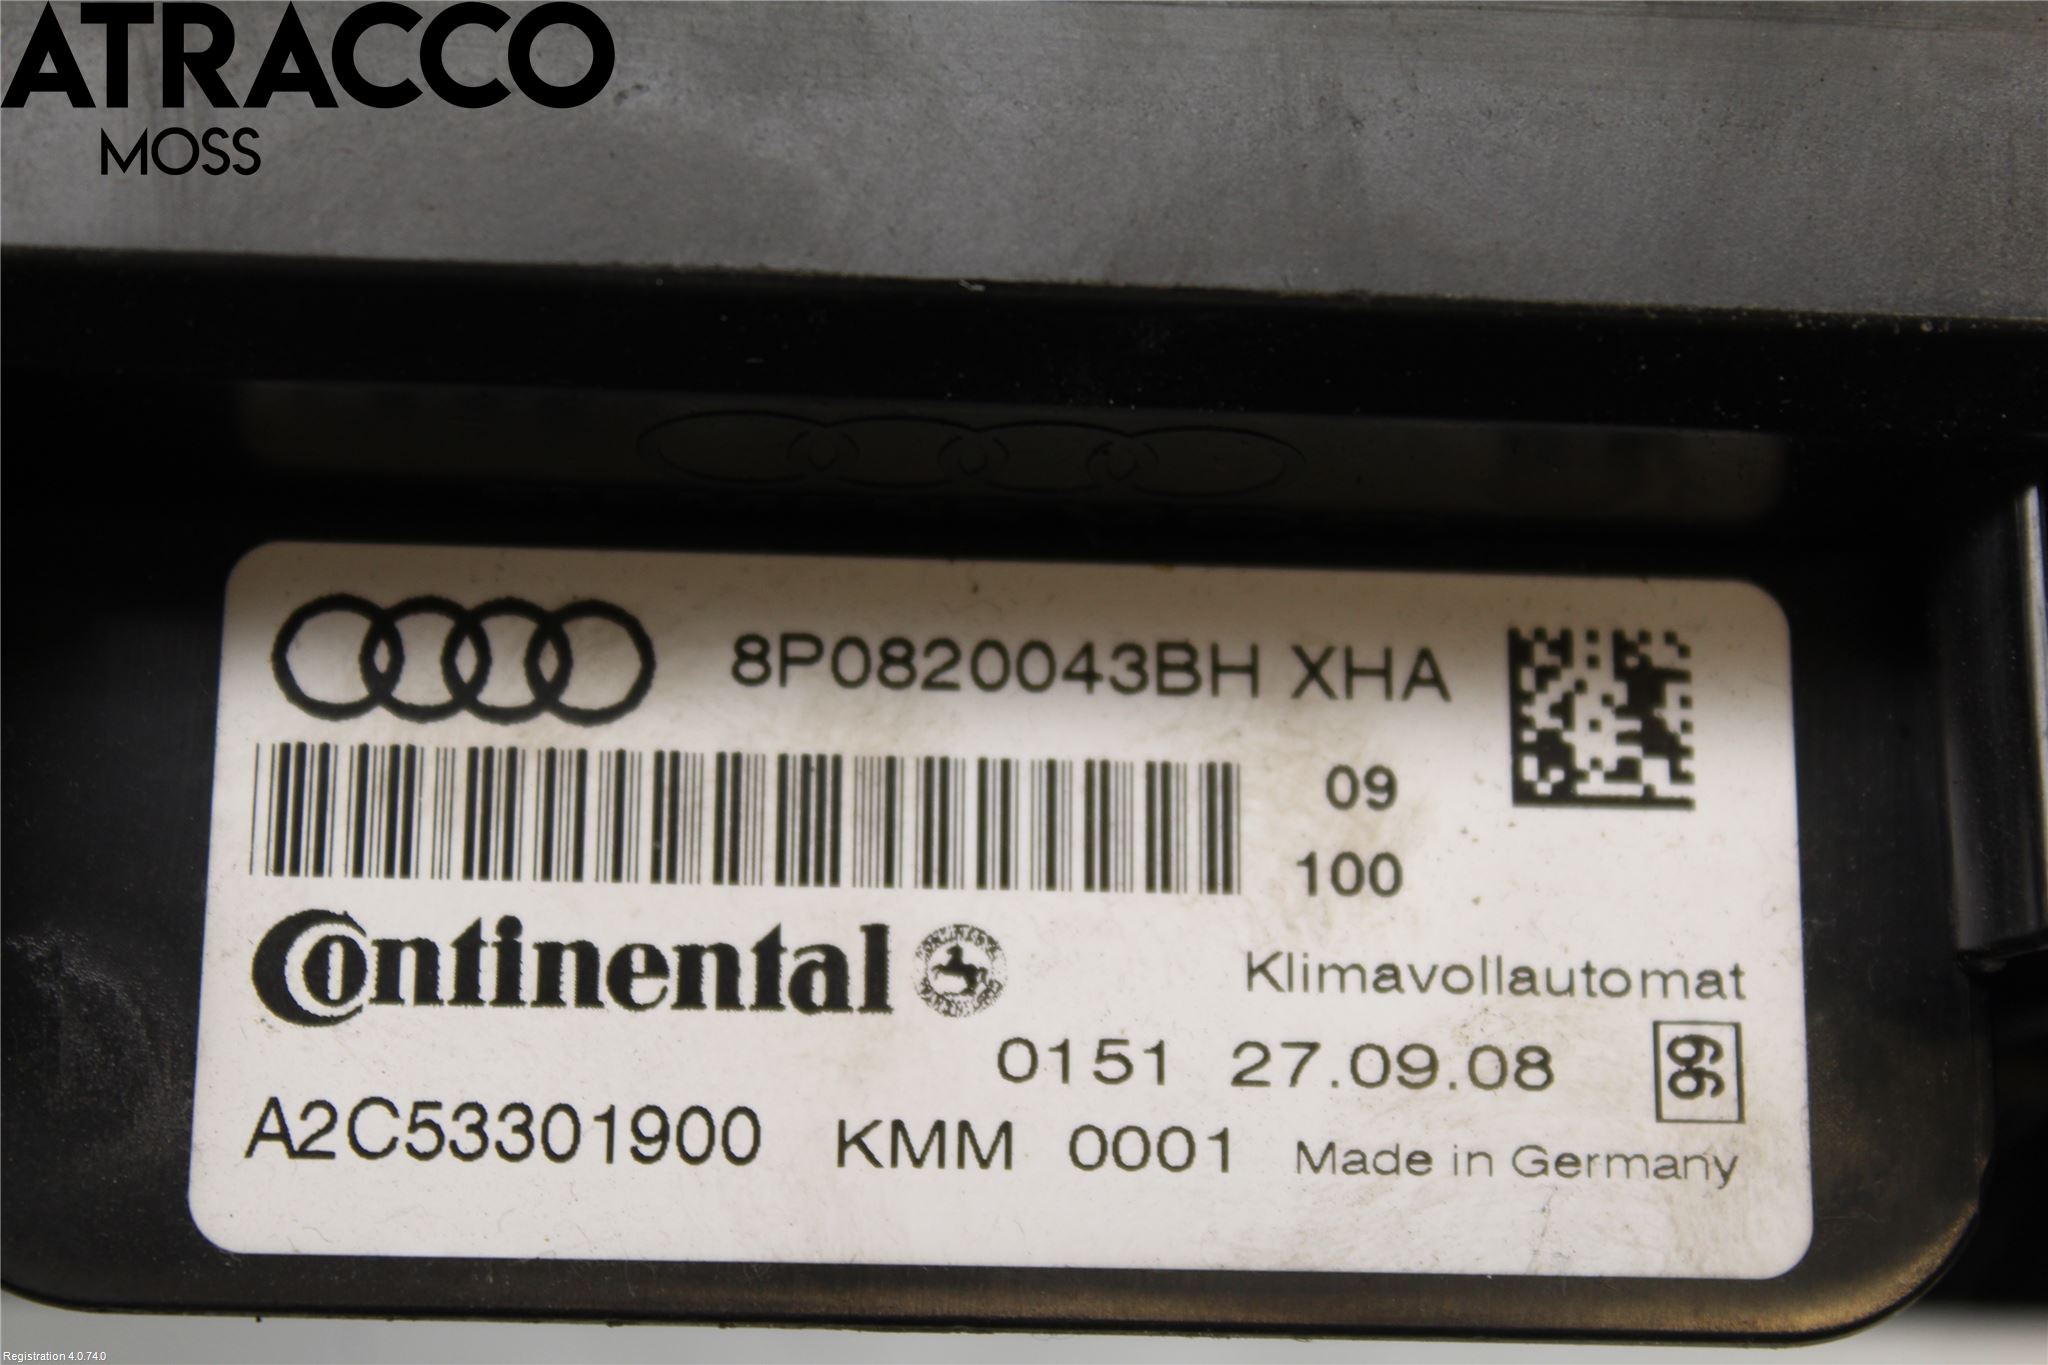 ATRACCO
MOSS
8P0820043BH XHA
09
100
Continental
Klimavollautomat
0151 27.09.08
66
A2C53301900 KMM 0001 Made in Germany
Registration 4.0.74.0